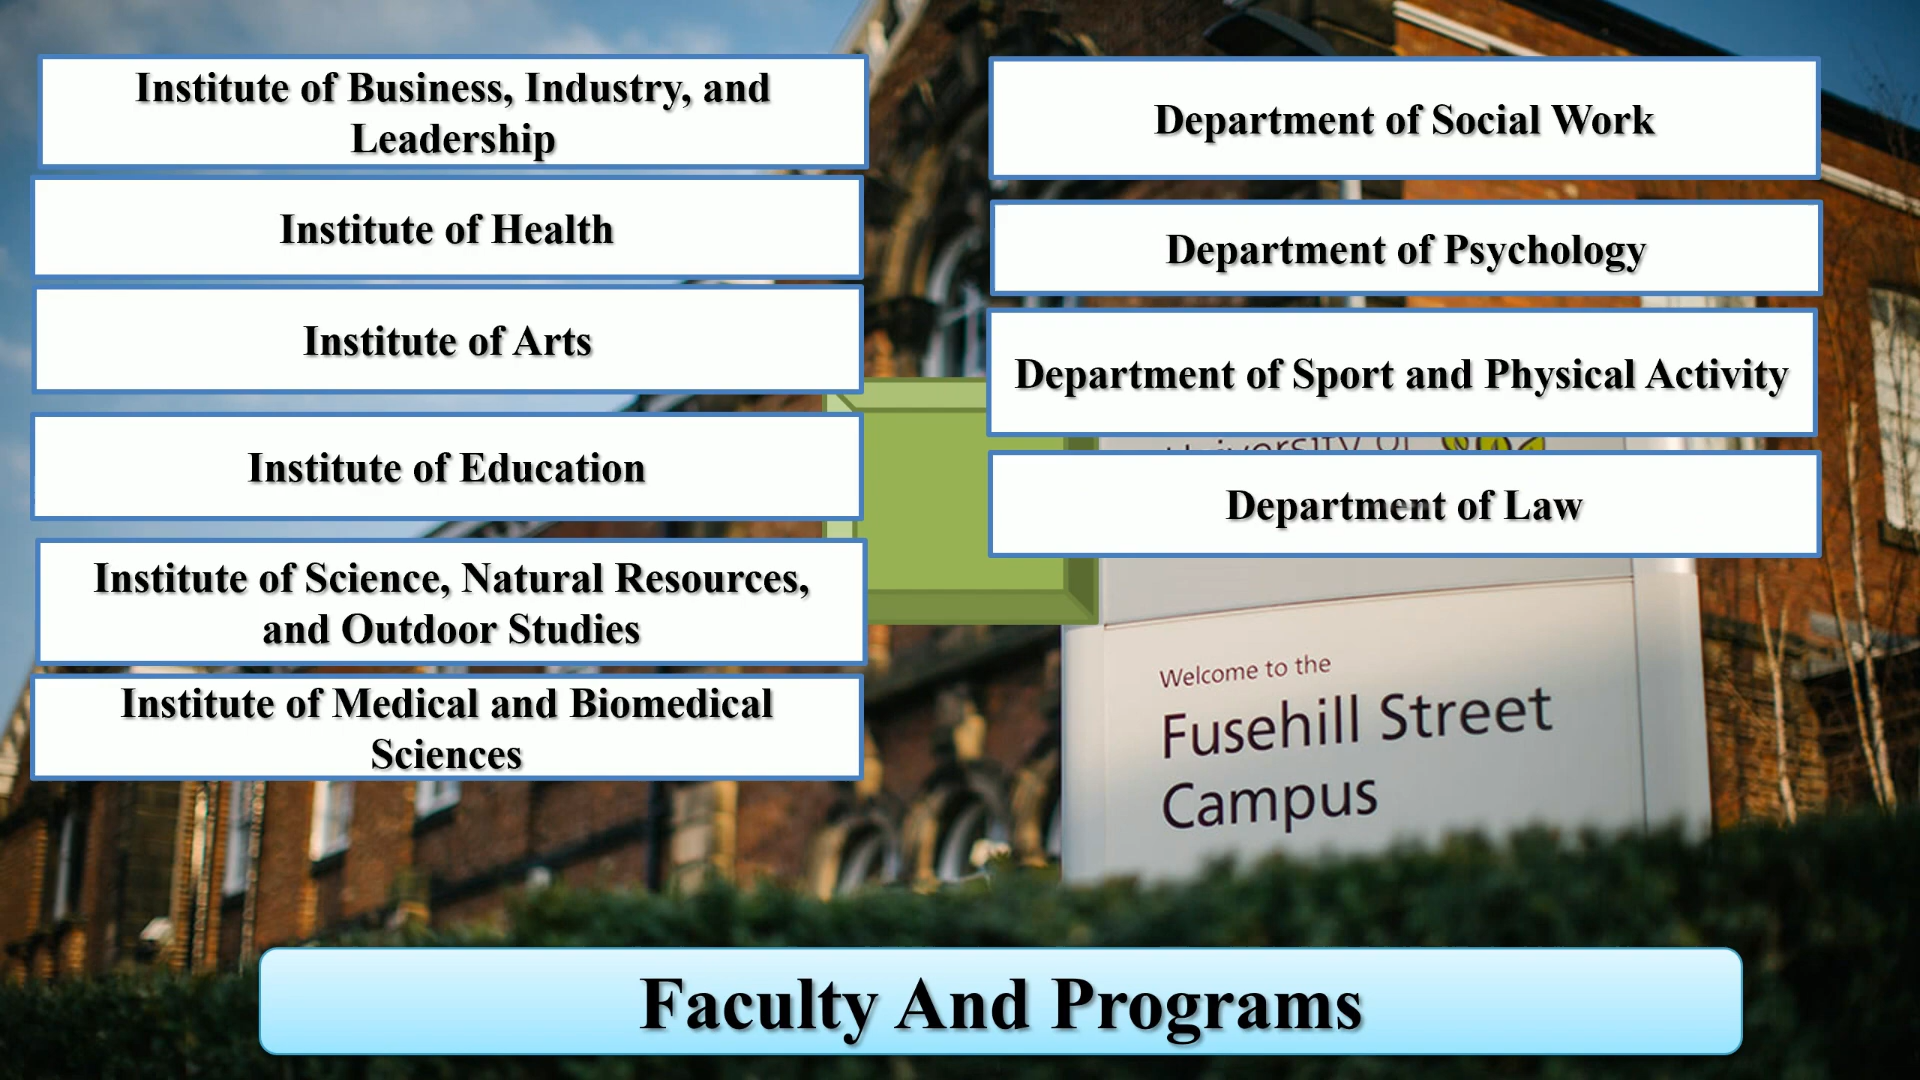 Institute of Business, Industry, and
Leadership
Institute of Health
Institute of Arts
Institute of Education
Institute of Science, Natural Resources,
and Outdoor Studies
Institute of Medical and Biomedical
Sciences
Department of Social Work
Department of Psychology
Department of Sport and Physical Activity
University of
Department of Law
Welcome to the
Fusehill Street
Campus
Faculty And Programs